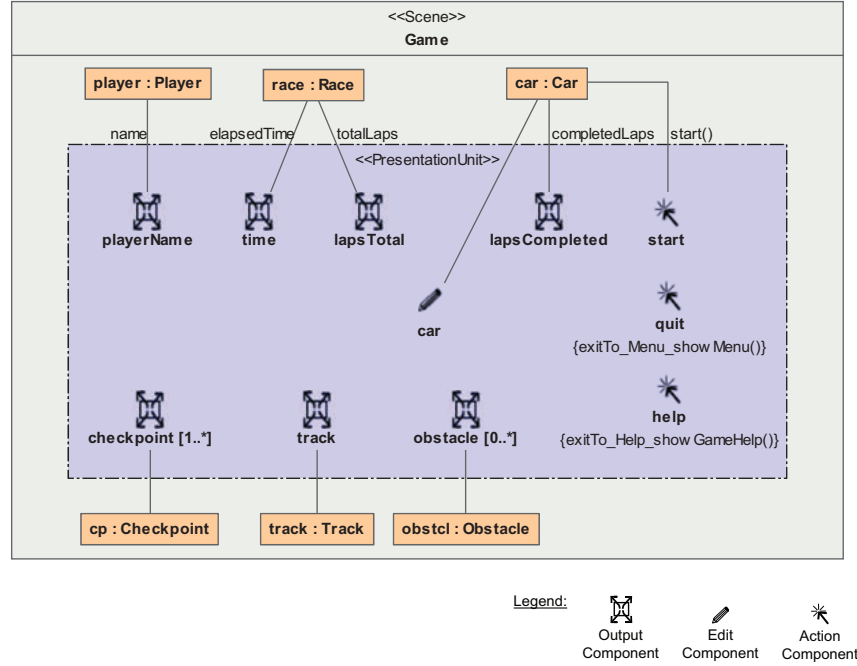 <<Scene>>
Game
player : Player
race : Race
car : Car
name
elapsedTime
totalLaps
completedLaps
start()
<<PresentationUnit>>
playerName
time
lapsTotal
lapsCompleted
start
car
quit
{exitTo_Menu_show Menu()}
help
{exitTo_Help_show GameHelp()}
checkpoint [1..*]
track
obstacle [0..*]
cp : Checkpoint
track : Track
obstcl : Obstacle
Legend:
Output
Component
Edit
Component
Action
Component